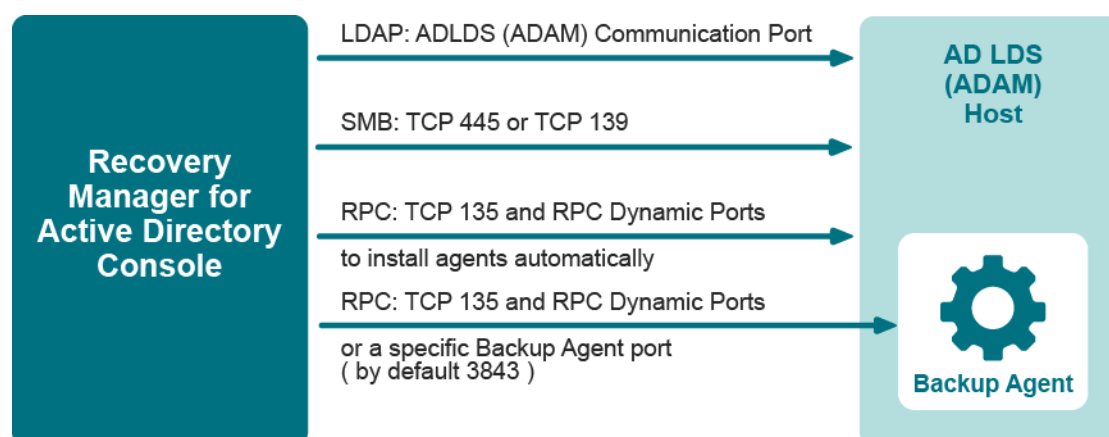 Recovery
Manager for
Active Directory
Console
LDAP: ADLDS (ADAM) Communication Port
SMB: TCP 445 or TCP 139
RPC: TCP 135 and RPC Dynamic Ports
to install agents automatically
RPC: TCP 135 and RPC Dynamic Ports
or a specific Backup Agent port
( by default 3843 )
AD LDS
(ADAM)
Host
Backup Agent